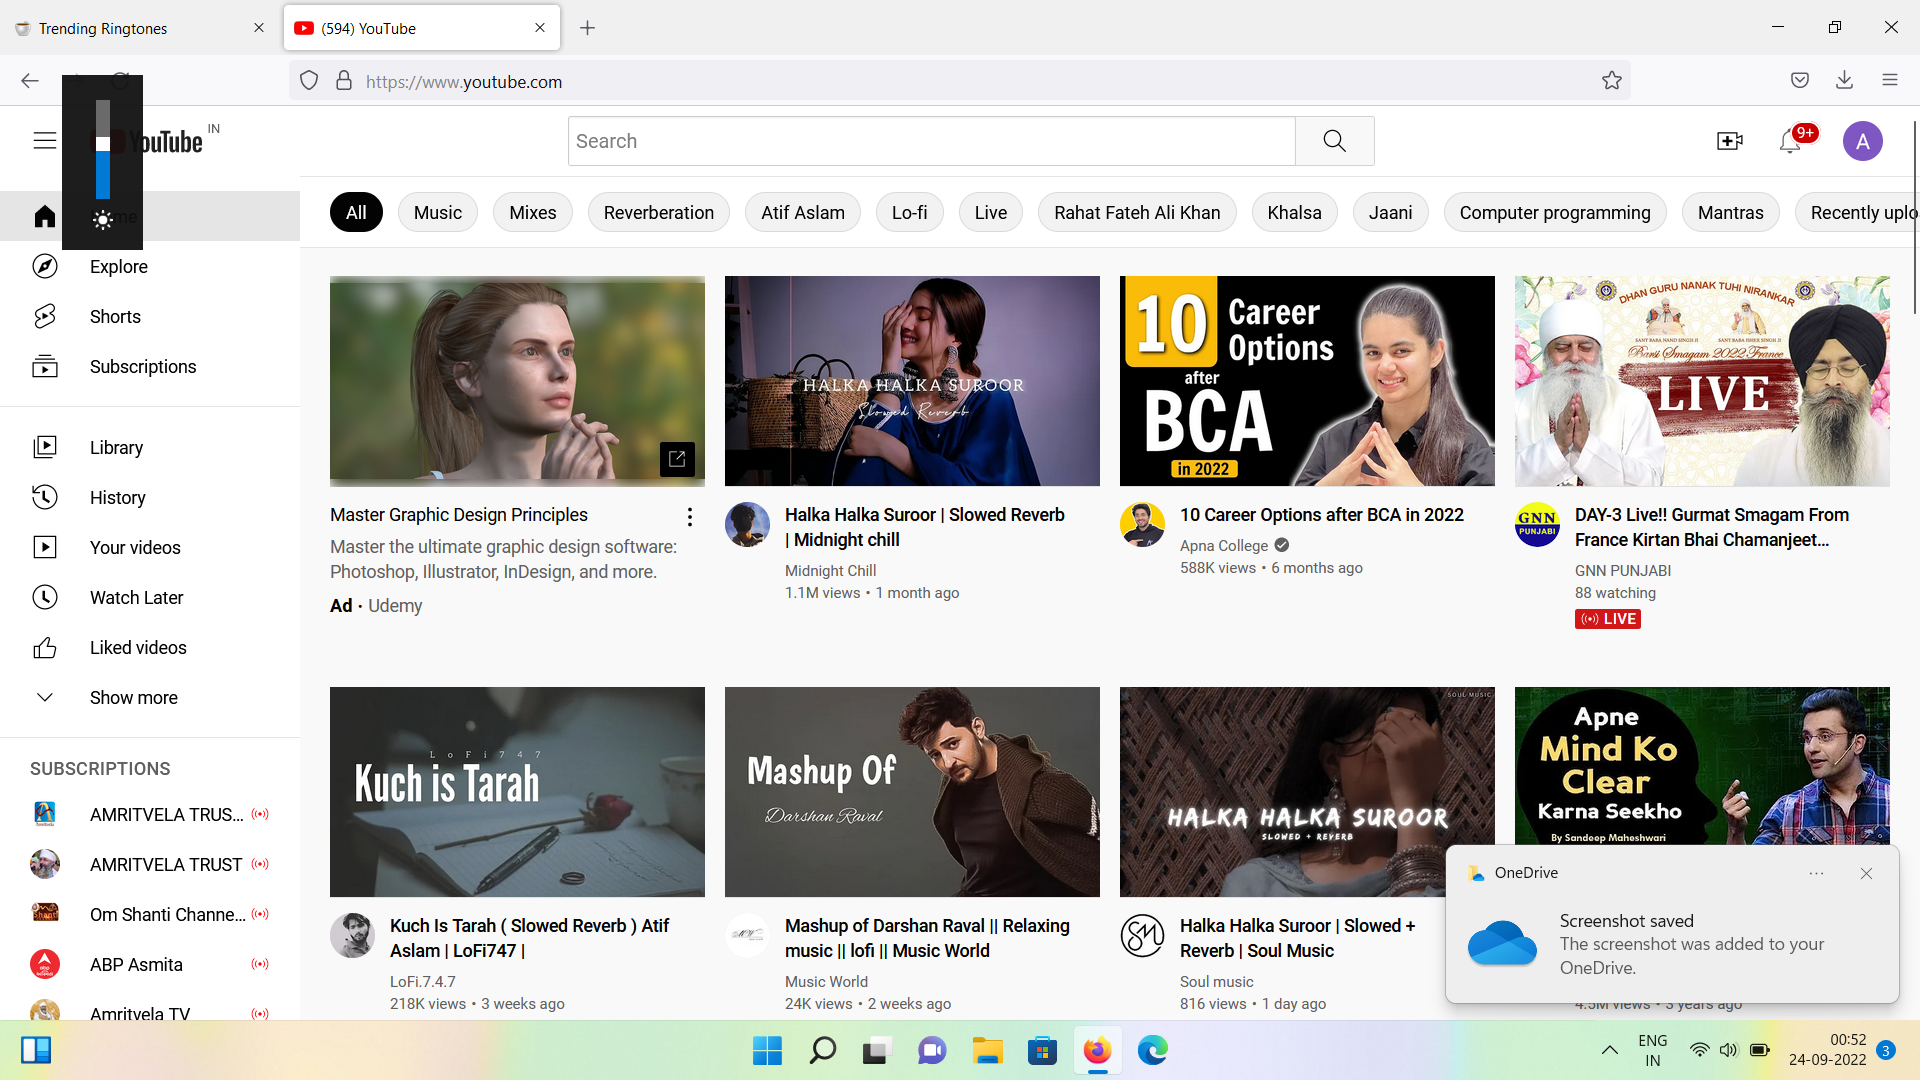 Trending Ringtones
(594) YouTube
https://www.youtube.com
YouTube IN
Search
9+
A
All
Music
Mixes
Reverberation
Atif Aslam
Lo-fi
Live
Rahat Fateh Ali Khan
Khalsa
Jaani
Computer programming
Mantras
Recently uplo
Explore
Shorts
Subscriptions
Library
History
Your videos
Watch Later
Liked videos
Show more
SUBSCRIPTIONS
AMRITVELA TRUS...
AMRITVELA TRUST
Om Shanti Channe...
ABP Asmita
Amritvela TV
Master Graphic Design Principles
Master the ultimate graphic design software:
Photoshop, Illustrator, InDesign, and more.
Ad · Udemy
HALKA HALKA SUROOR
Slowed Reverb
Halka Halka Suroor | Slowed Reverb
| Midnight chill
Midnight Chill
1.1M views • 1 month ago
10 Career
Options
after
BCA
in 2022
10 Career Options after BCA in 2022
Apna College
588K views • 6 months ago
DHAN GURU NANAK TUHI NIRANKAR
SANT BABA NAND SINGH JI
SANT BABA ISHER SINGH JI
Barsi Smagam 2022 France
LIVE
GNN
PUNJABI
DAY-3 Live!! Gurmat Smagam From
France Kirtan Bhai Chamanjeet...
GNN PUNJABI
88 watching
LIVE
LoFi747
Kuch is Tarah
Kuch Is Tarah ( Slowed Reverb ) Atif
Aslam | LoFi747 |
LoFi.7.4.7
218K views • 3 weeks ago
Mashup Of
Darshan Raval
Mashup of Darshan Raval || Relaxing
music || lofi || Music World
Music World
24K views • 2 weeks ago
SOUL MUSIC
HALKA HALKA SUROOR
SLOWED + REVERB
Halka Halka Suroor | Slowed +
Reverb | Soul Music
Soul music
816 views • 1 day ago
Apne
Mind Ko
Clear
Karna Seekho
By Sandeep Maheshwari
4.5M views • 3 years ago
OneDrive
Screenshot saved
The screenshot was added to your
OneDrive.
ENG
IN
00:52
24-09-2022
3